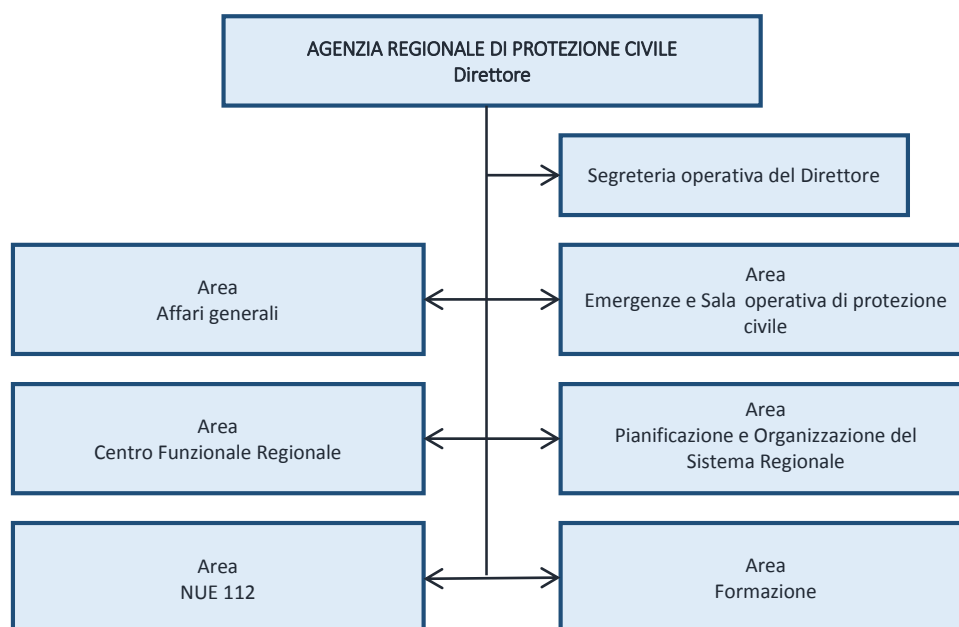 AGENZIA REGIONALE DI PROTEZIONE CIVILE
Direttore
Segreteria operativa del Direttore
Area
Affari generali
Area
Emergenze e Sala operativa di protezione
civile
Area
Centro Funzionale Regionale
Area
Pianificazione e Organizzazione del
Sistema Regionale
Area
NUE 112
Area
Formazione